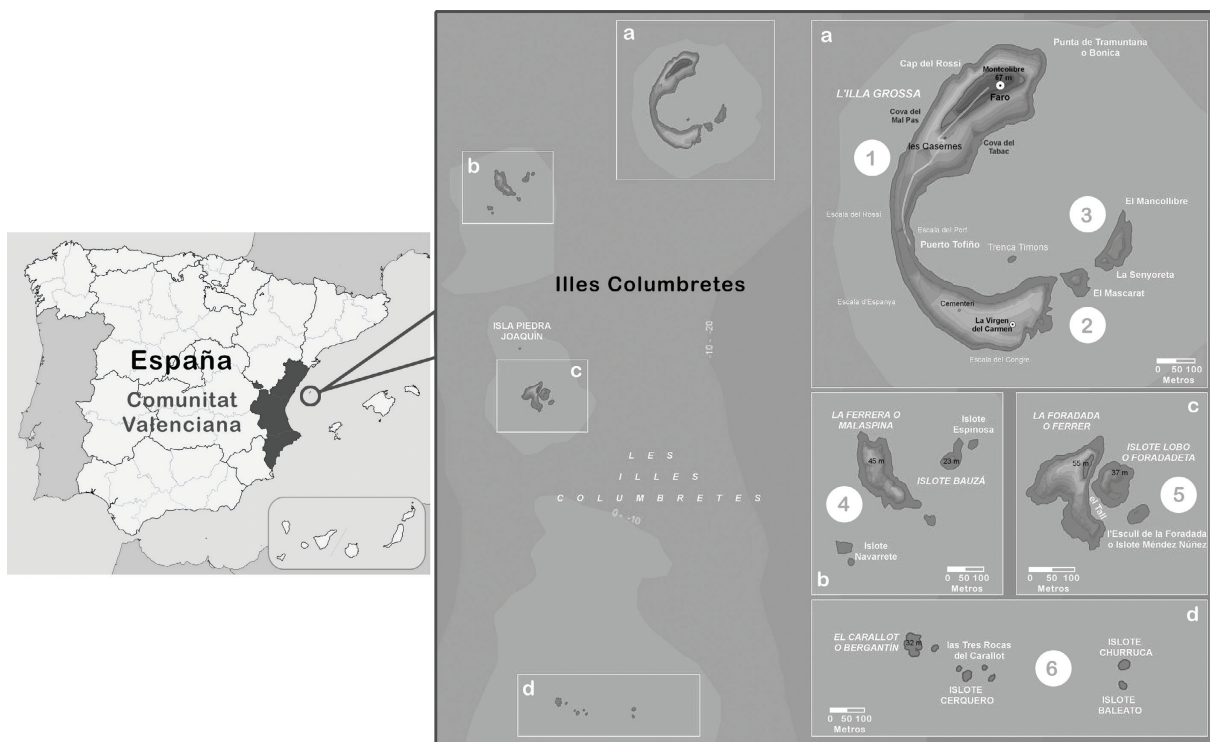 España
Comunitat
Valenciana
Illes Columbretes
a
b
ISLA PIEDRA
JOAQUÍN
c
-10 - -20
LES
ILLES
COLUMBRETES
0 - -10
d
a
Punta de Tramuntana
o Bonica
Cap del Rossi
Montcolibre
67 m
Faro
L'ILLA GROSSA
Cova del
Mal Pas
les Casernes
Cova del
Tabac
1
El Mancollibre
3
Escala del Rossi
Escala del Port
Puerto Tofiño
Trenca Timons
La Senyoreta
El Mascarat
Escala d'Espanya
Cementeri
La Virgen
del Carmen
2
Escala del Congre
0 50 100
Metros
LA FERRERA O
MALASPINA
Islote
Espinosa
45 m
23 m
ISLOTE BAUZÁ
4
Islote
Navarrete
b
0 50 100
Metros
c
LA FORADADA
O FERRER
ISLOTE LOBO
O FORADADETA
55 m
37 m
el Tall
5
l'Escull de la Foradada
o Islote Méndez Núñez
0 50 100
Metros
d
EL CARALLOT
O BERGANTÍN
32 m
las Tres Rocas
del Carallot
ISLOTE
CERQUERO
6
ISLOTE
CHURRUCA
ISLOTE
BALEATO
0 50 100
Metros